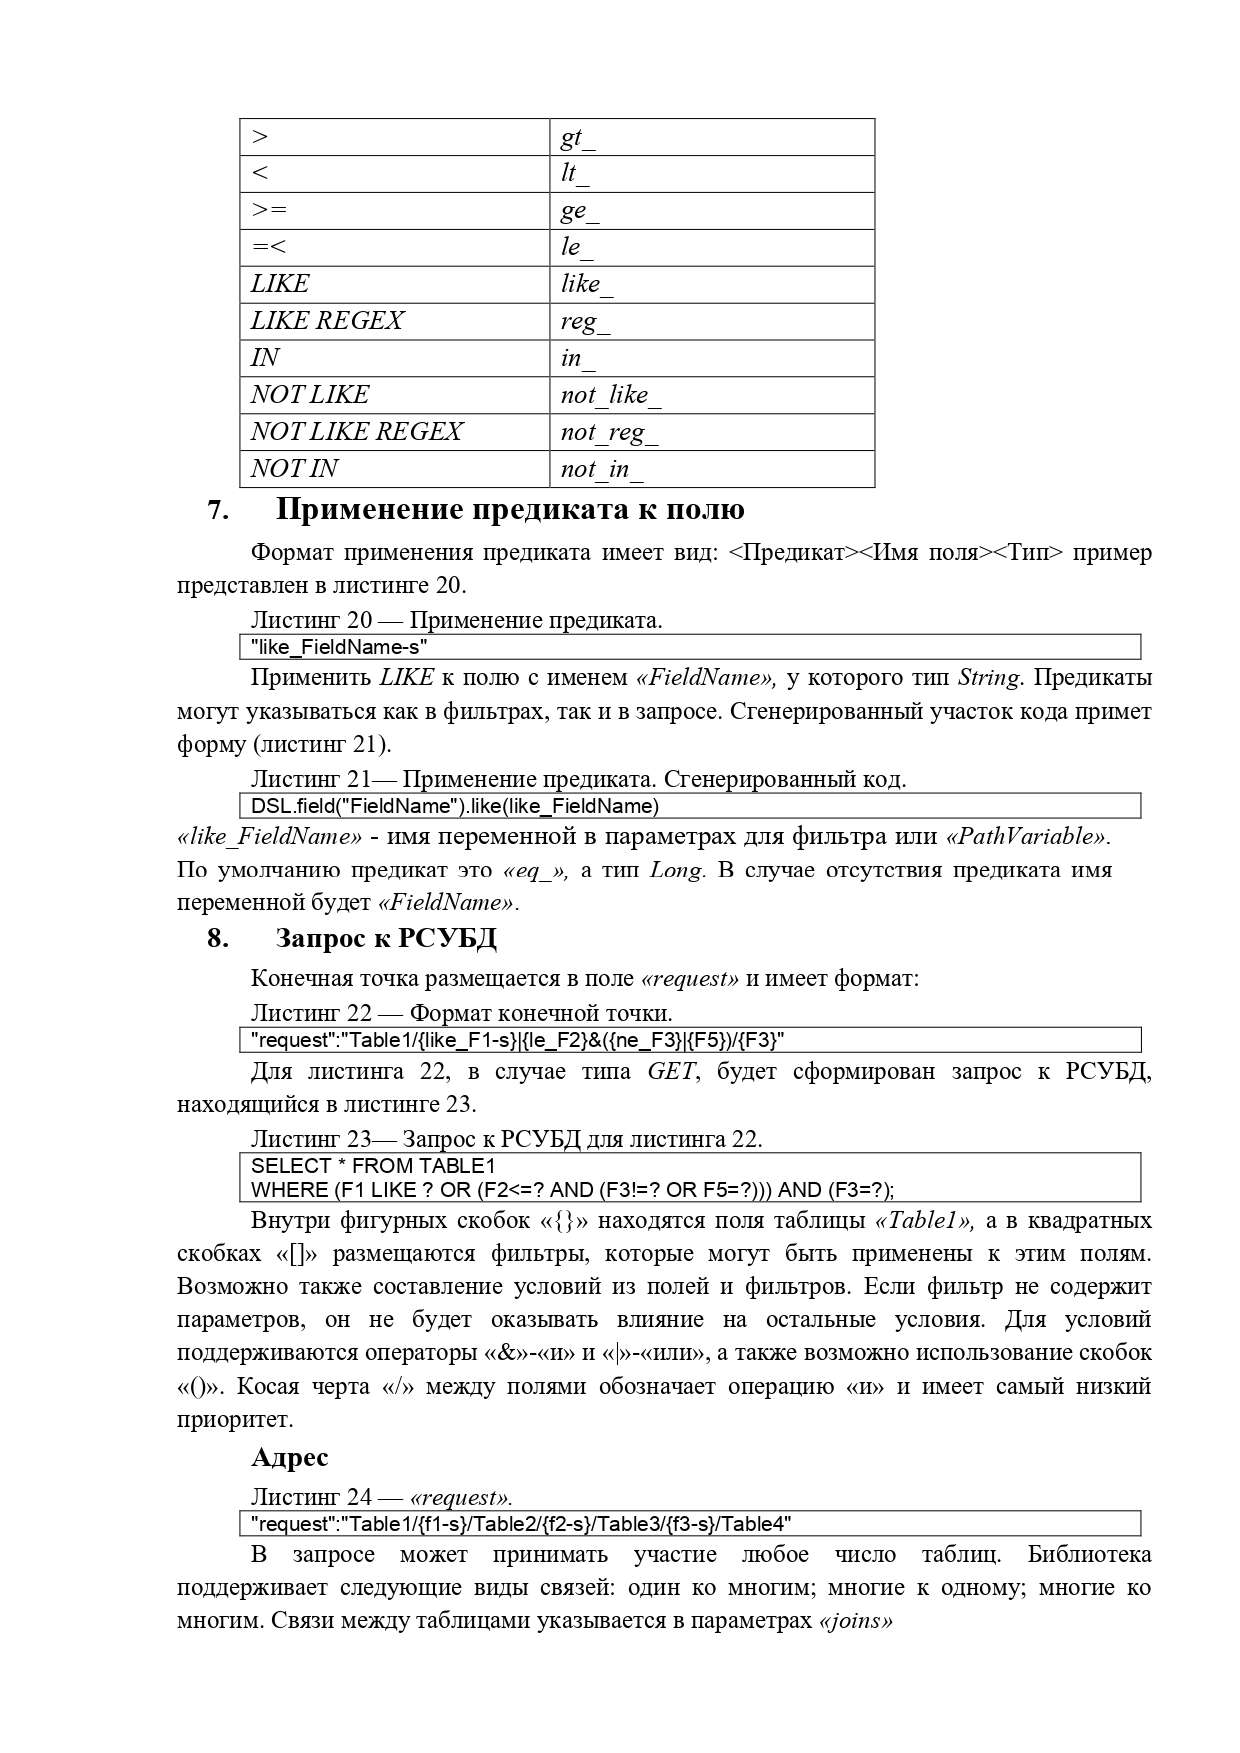 > gt_
< lt_
>= ge_
=< le_
LIKE like_
LIKE REGEX reg_
IN in_
NOT LIKE not_like_
NOT LIKE REGEX not_reg_
NOT IN not_in_
7. Применение предиката к полю
Формат применения предиката имеет вид: <Предикат><Имя поля><Тип> пример
представлен в листинге 20.
Листинг 20 — Применение предиката.
"like_FieldName-s"
Применить LIKE к полю с именем «FieldName», у которого тип String. Предикаты
могут указываться как в фильтрах, так и в запросе. Сгенерированный участок кода примет
форму (листинг 21).
Листинг 21— Применение предиката. Сгенерированный код.
DSL.field("FieldName").like(like_FieldName)
«like_FieldName» - имя переменной в параметрах для фильтра или «PathVariable».
По умолчанию предикат это «eq_», а тип Long. В случае отсутствия предиката имя
переменной будет «FieldName».
8. Запрос к РСУБД
Конечная точка размещается в поле «request» и имеет формат:
Листинг 22 — Формат конечной точки.
"request":"Table1/{like_F1-s}|{le_F2}&({ne_F3}|{F5})/{F3}"
Для листинга 22, в случае типа GET, будет сформирован запрос к РСУБД,
находящийся в листинге 23.
Листинг 23— Запрос к РСУБД для листинга 22.
SELECT * FROM TABLE1
WHERE (F1 LIKE ? OR (F2<=? AND (F3!=? OR F5=?))) AND (F3=?);
Внутри фигурных скобок «{}» находятся поля таблицы «Table1», а в квадратных
скобках «[]» размещаются фильтры, которые могут быть применены к этим полям.
Возможно также составление условий из полей и фильтров. Если фильтр не содержит
параметров, он не будет оказывать влияние на остальные условия. Для условий
поддерживаются операторы «&»-«и» и «|»-«или», а также возможно использование скобок
«()». Косая черта «/» между полями обозначает операцию «и» и имеет самый низкий
приоритет.
Адрес
Листинг 24 — «request».
"request":"Table1/{f1-s}/Table2/{f2-s}/Table3/{f3-s}/Table4"
В запросе может принимать участие любое число таблиц. Библиотека
поддерживает следующие виды связей: один ко многим; многие к одному; многие ко
многим. Связи между таблицами указывается в параметрах «joins»